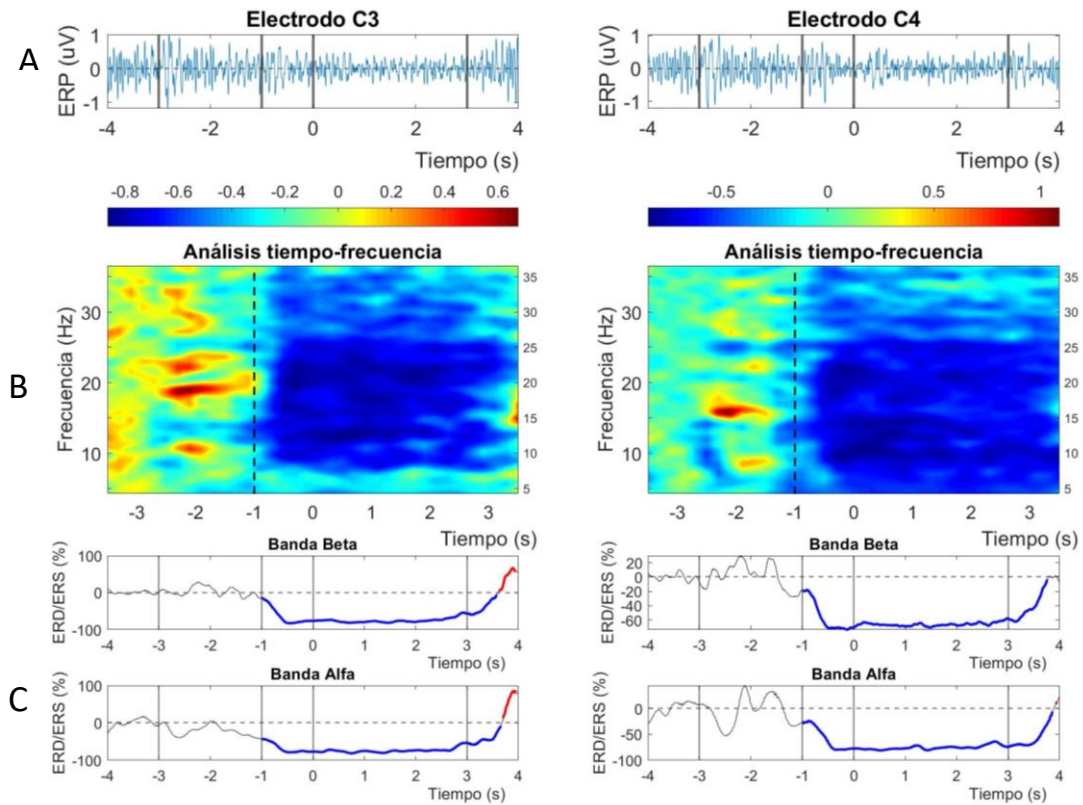 Electrodo C3
Electrodo C4
A
ERP (uV)
1
0
-1
-4 -2 0 2 4
Tiempo (s)
ERP (uV)
1
0
-1
-4 -2 0 2 4
Tiempo (s)
-0.8 -0.6 -0.4 -0.2 0 0.2 0.4 0.6
-0.5 0 0.5 1
B
Análisis tiempo-frecuencia
Frecuencia (Hz)
30
20
10
35
30
25
20
15
10
5
-3 -2 -1 0 1 2 3
Tiempo (s)
Análisis tiempo-frecuencia
Frecuencia (Hz)
30
20
10
35
30
25
20
15
10
5
-3 -2 -1 0 1 2 3
Tiempo (s)
C
Banda Beta
ERD/ERS (%)
100
0
-100
-4 -3 -2 -1 0 1 2 3 4
Tiempo (s)
Banda Beta
ERD/ERS (%)
20
0
-20
-40
-60
-4 -3 -2 -1 0 1 2 3 4
Tiempo (s)
Banda Alfa
ERD/ERS (%)
100
0
-100
-4 -3 -2 -1 0 1 2 3 4
Tiempo (s)
Banda Alfa
ERD/ERS (%)
0
-50
-100
-4 -3 -2 -1 0 1 2 3 4
Tiempo (s)